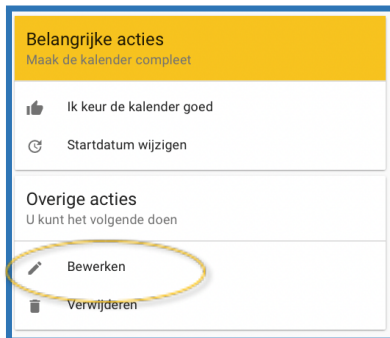 Belangrijke acties
Maak de kalender compleet
Ik keur de kalender goed
Startdatum wijzigen
Overige acties
U kunt het volgende doen
Bewerken
Verwijderen